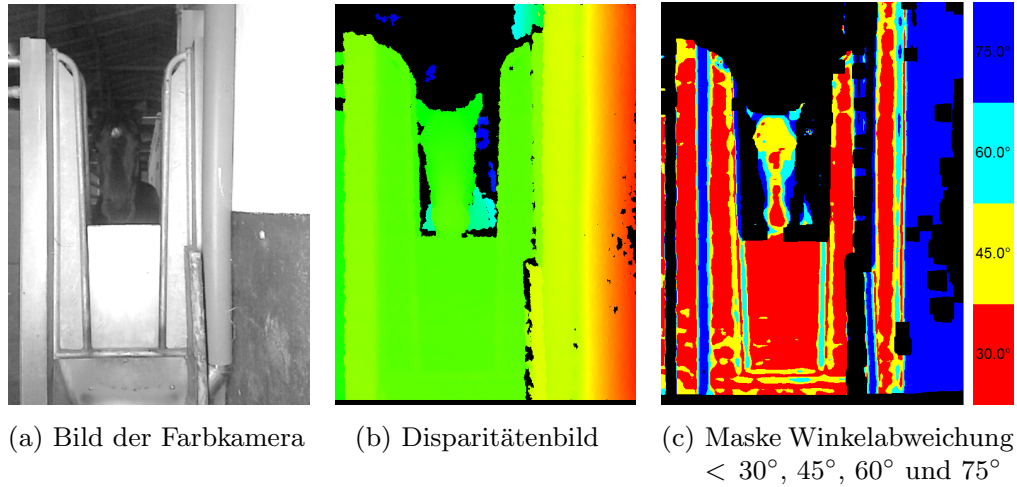 75.0°
60.0°
45.0°
30.0°
(a) Bild der Farbkamera
(b) Disparitätenbild
(c) Maske Winkelabweichung
< 30°, 45°, 60° und 75°